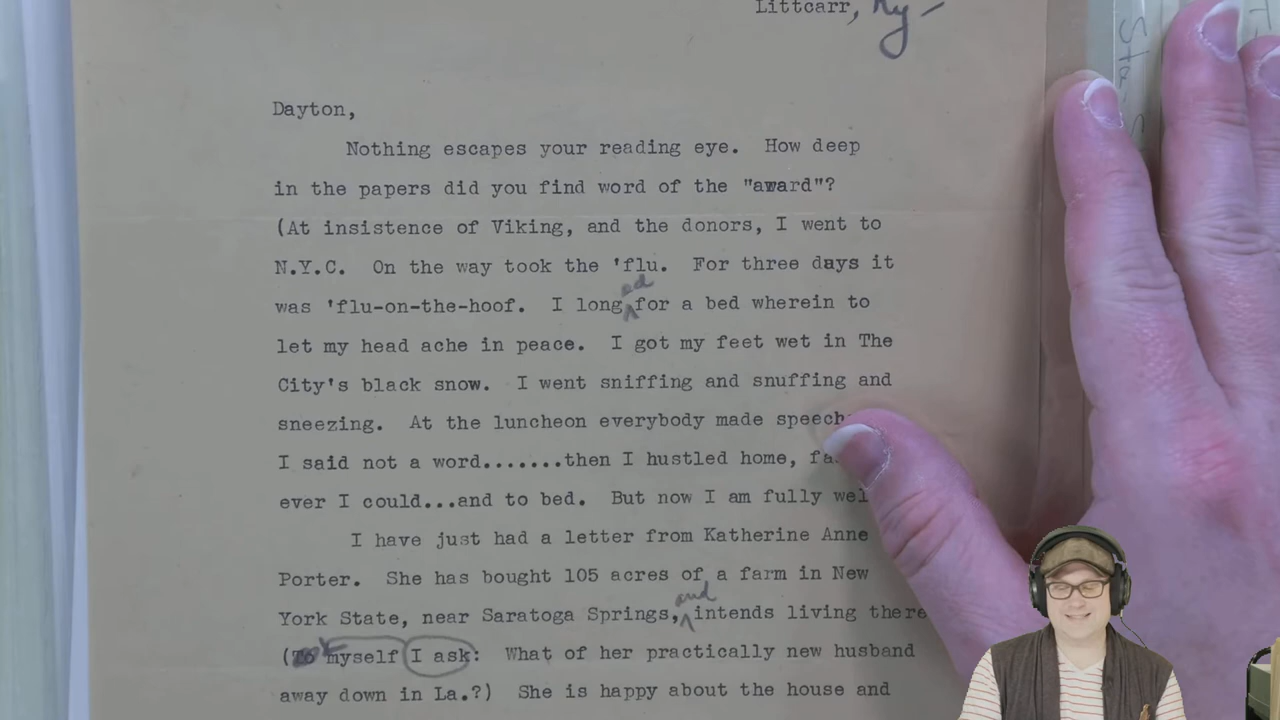 Littcarr, Ky –
Dayton,
Nothing escapes your reading eye. How deep
in the papers did you find word of the "award"?
(At insistence of Viking, and the donors, I went to
N.Y.C. On the way took the 'flu. For three days it
was 'flu-on-the-hoof. I long^ed for a bed wherein to
let my head ache in peace. I got my feet wet in The
City's black snow. I went sniffing and snuffing and
sneezing. At the luncheon everybody made speech
I said not a word.......then I hustled home, fa
ever I could...and to bed. But now I am fully wel
I have just had a letter from Katherine Anne
Porter. She has bought 105 acres of a farm in New
York State, near Saratoga Springs,^and intends living there
(To myself I ask: What of her practically new husband
away down in La.?) She is happy about the house and